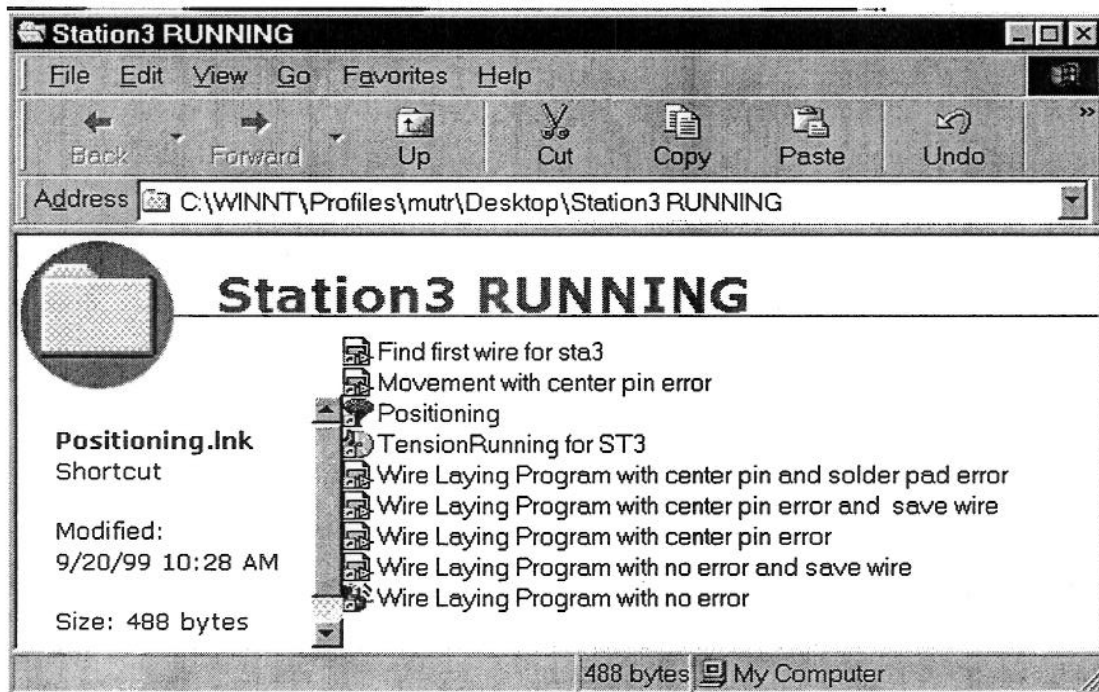 Station3 RUNNING
File Edit View Go Favorites Help
Back Forward Up Cut Copy Paste Undo »
Address C:\WINNT\Profiles\mutr\Desktop\Station3 RUNNING
Station3 RUNNING
Find first wire for sta3
Movement with center pin error
Positioning
TensionRunning for ST3
Wire Laying Program with center pin and solder pad error
Wire Laying Program with center pin error and save wire
Wire Laying Program with center pin error
Wire Laying Program with no error and save wire
Wire Laying Program with no error
Positioning.lnk
Shortcut
Modified:
9/20/99 10:28 AM
Size: 488 bytes
488 bytes My Computer